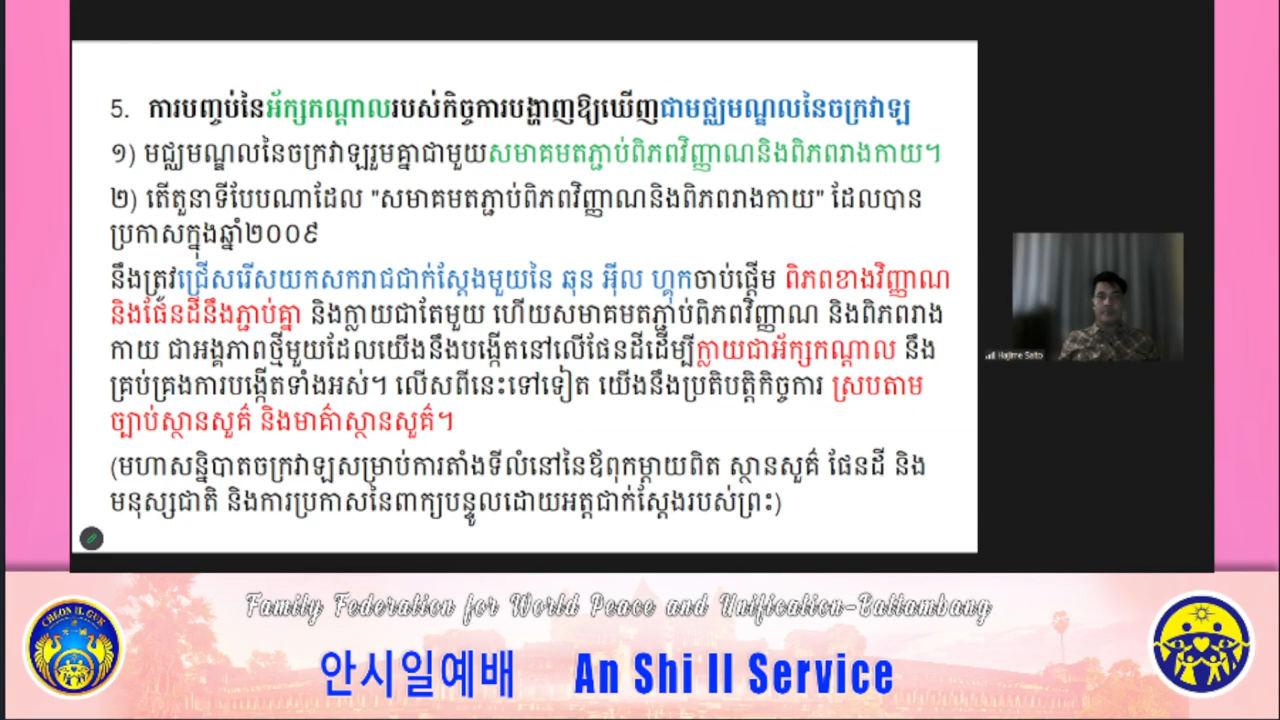 5. ការបញ្ចប់នៃអ័ក្សកណ្ដាលរបស់កិច្ចការបង្ហាញឱ្យឃើញជាមជ្ឈមណ្ឌលនៃចក្រវាឡ
១) មជ្ឈមណ្ឌលនៃចក្រវាឡរួមគ្នាជាមួយសមាគមតភ្ជាប់ពិភពវិញ្ញាណនិងពិភពរាងកាយ។
២) តើតួនាទីបែបណាដែល "សមាគមតភ្ជាប់ពិភពវិញ្ញាណនិងពិភពរាងកាយ" ដែលបាន
ប្រកាសក្នុងឆ្នាំ២០០៩
នឹងត្រូវជ្រើសរើសយកសករាជជាក់ស្ដែងមួយនៃ ឆុន អ៊ីល ហ្គុកចាប់ផ្ដើម ពិភពខាងវិញ្ញាណ
និងផែនដីនឹងភ្ជាប់គ្នា និងក្លាយជាតែមួយ ហើយសមាគមតភ្ជាប់ពិភពវិញ្ញាណ និងពិភពរាង
កាយ ជាអង្គភាពថ្មីមួយដែលយើងនឹងបង្កើតនៅលើផែនដីដើម្បីក្លាយជាអ័ក្សកណ្ដាល នឹង
គ្រប់គ្រងការបង្កើតទាំងអស់។ លើសពីនេះទៅទៀត យើងនឹងប្រតិបត្តិកិច្ចការ ស្របតាម
ច្បាប់ស្ថានសួគ៌ និងមាគ៌ាស្ថានសួគ៌។
(មហាសន្និបាតចក្រវាឡសម្រាប់ការតាំងទីលំនៅនៃឪពុកម្ដាយពិត ស្ថានសួគ៌ ផែនដី និង
មនុស្សជាតិ និងការប្រកាសនៃពាក្យបន្ទូលដោយអត្តជាក់ស្ដែងរបស់ព្រះ)
Hajime Saito
Family Federation for World Peace and Unification-Battambang
CHEON IL GUK
안시일예배 An Shi Il Service